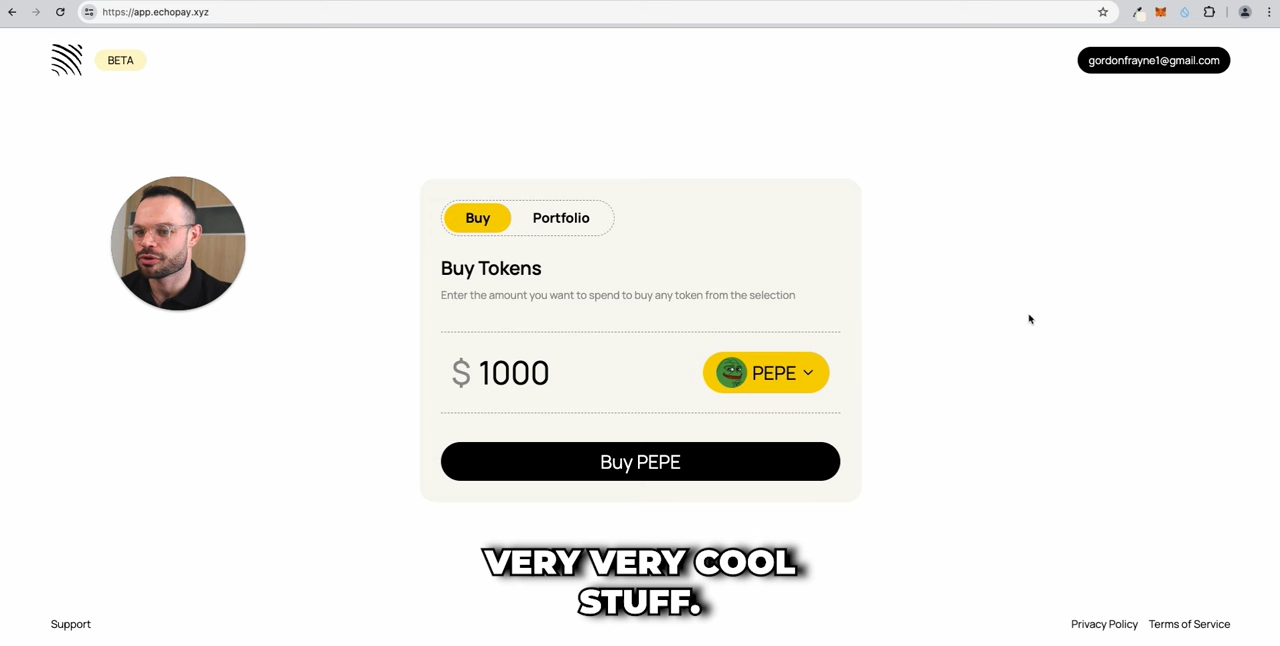 https://app.echopay.xyz
BETA
gordonfrayne1@gmail.com
Buy
Portfolio
Buy Tokens
Enter the amount you want to spend to buy any token from the selection
$ 1000
PEPE
Buy PEPE
VERY VERY COOL
STUFF.
Support
Privacy Policy
Terms of Service